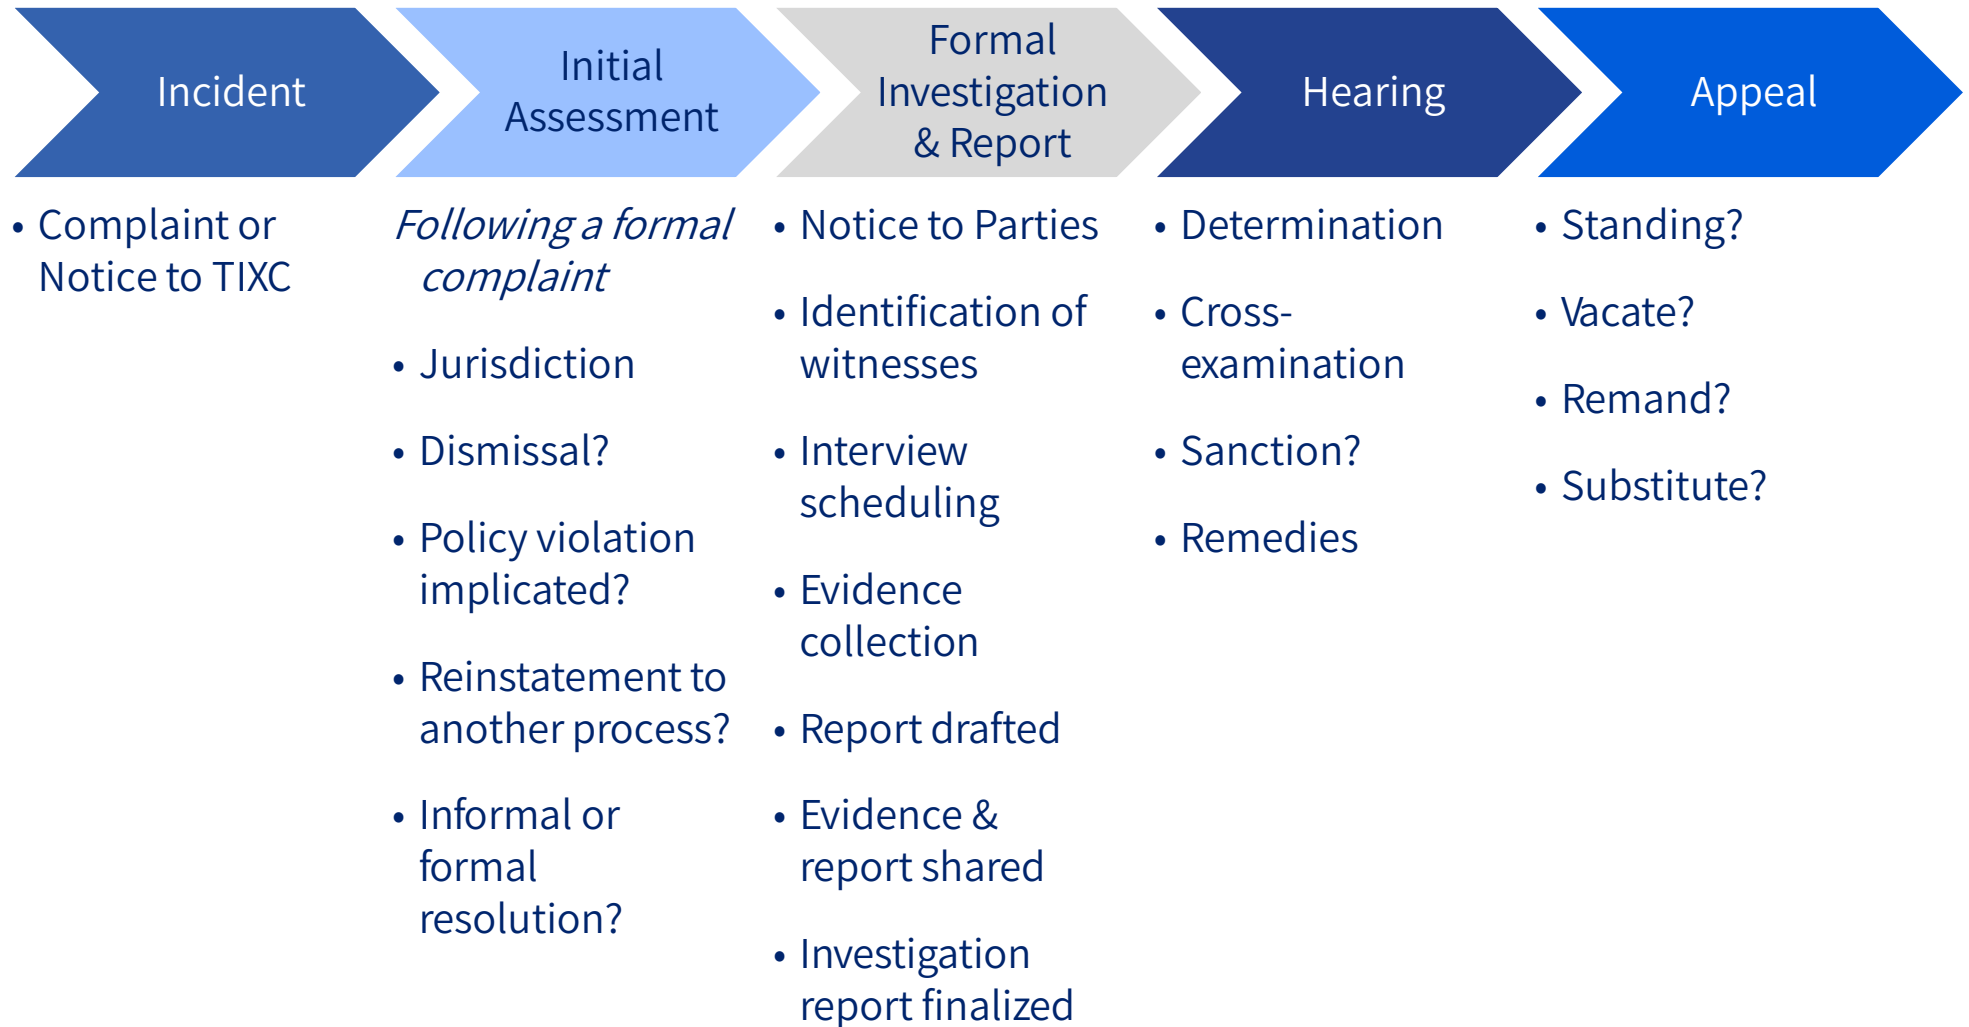 Incident
• Complaint or
Notice to TIXC
Initial
Assessment
Following a formal
complaint
• Jurisdiction
• Dismissal?
• Policy violation
implicated?
• Reinstatement to
another process?
• Informal or
formal
resolution?
Formal
Investigation
& Report
• Notice to Parties
• Identification of
witnesses
• Interview
scheduling
• Evidence
collection
• Report drafted
• Evidence &
report shared
• Investigation
report finalized
Hearing
• Determination
• Cross-
examination
• Sanction?
• Remedies
Appeal
• Standing?
• Vacate?
• Remand?
• Substitute?